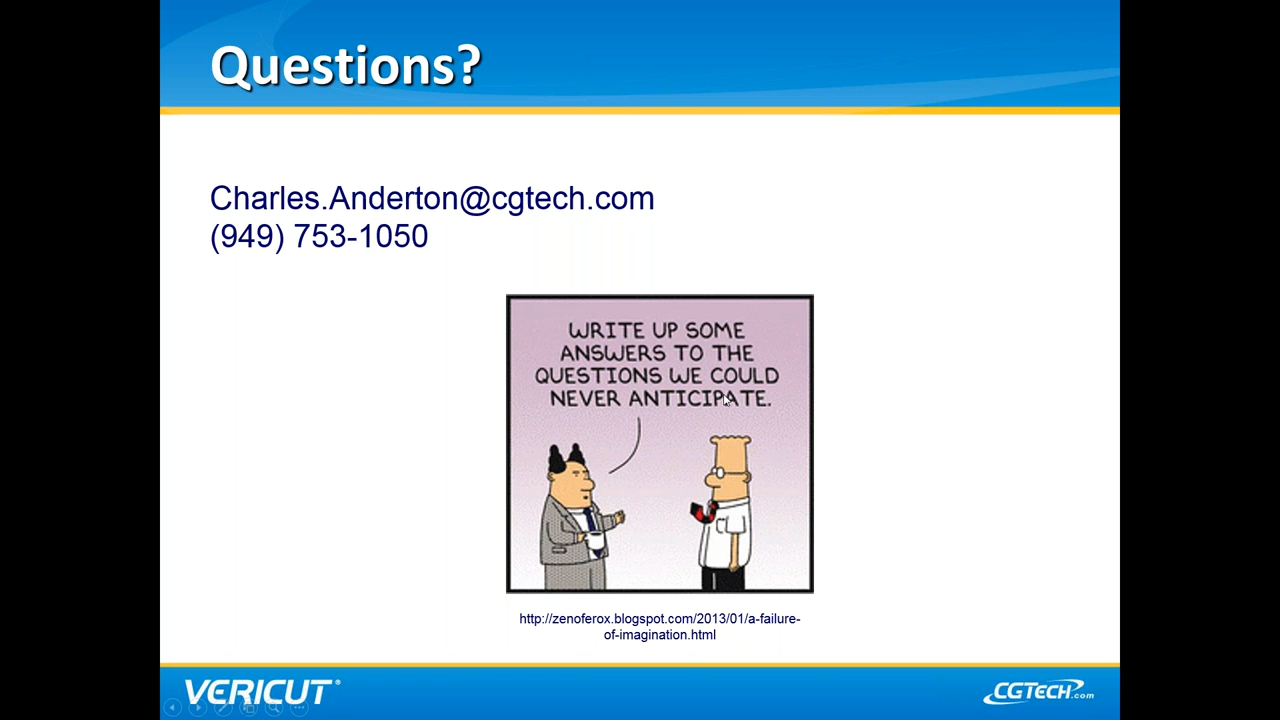 Questions?
Charles.Anderton@cgtech.com
(949) 753-1050
WRITE UP SOME
ANSWERS TO THE
QUESTIONS WE COULD
NEVER ANTICIPATE.
http://zenoferox.blogspot.com/2013/01/a-failure-
of-imagination.html
VERICUT®
CGTECH.com